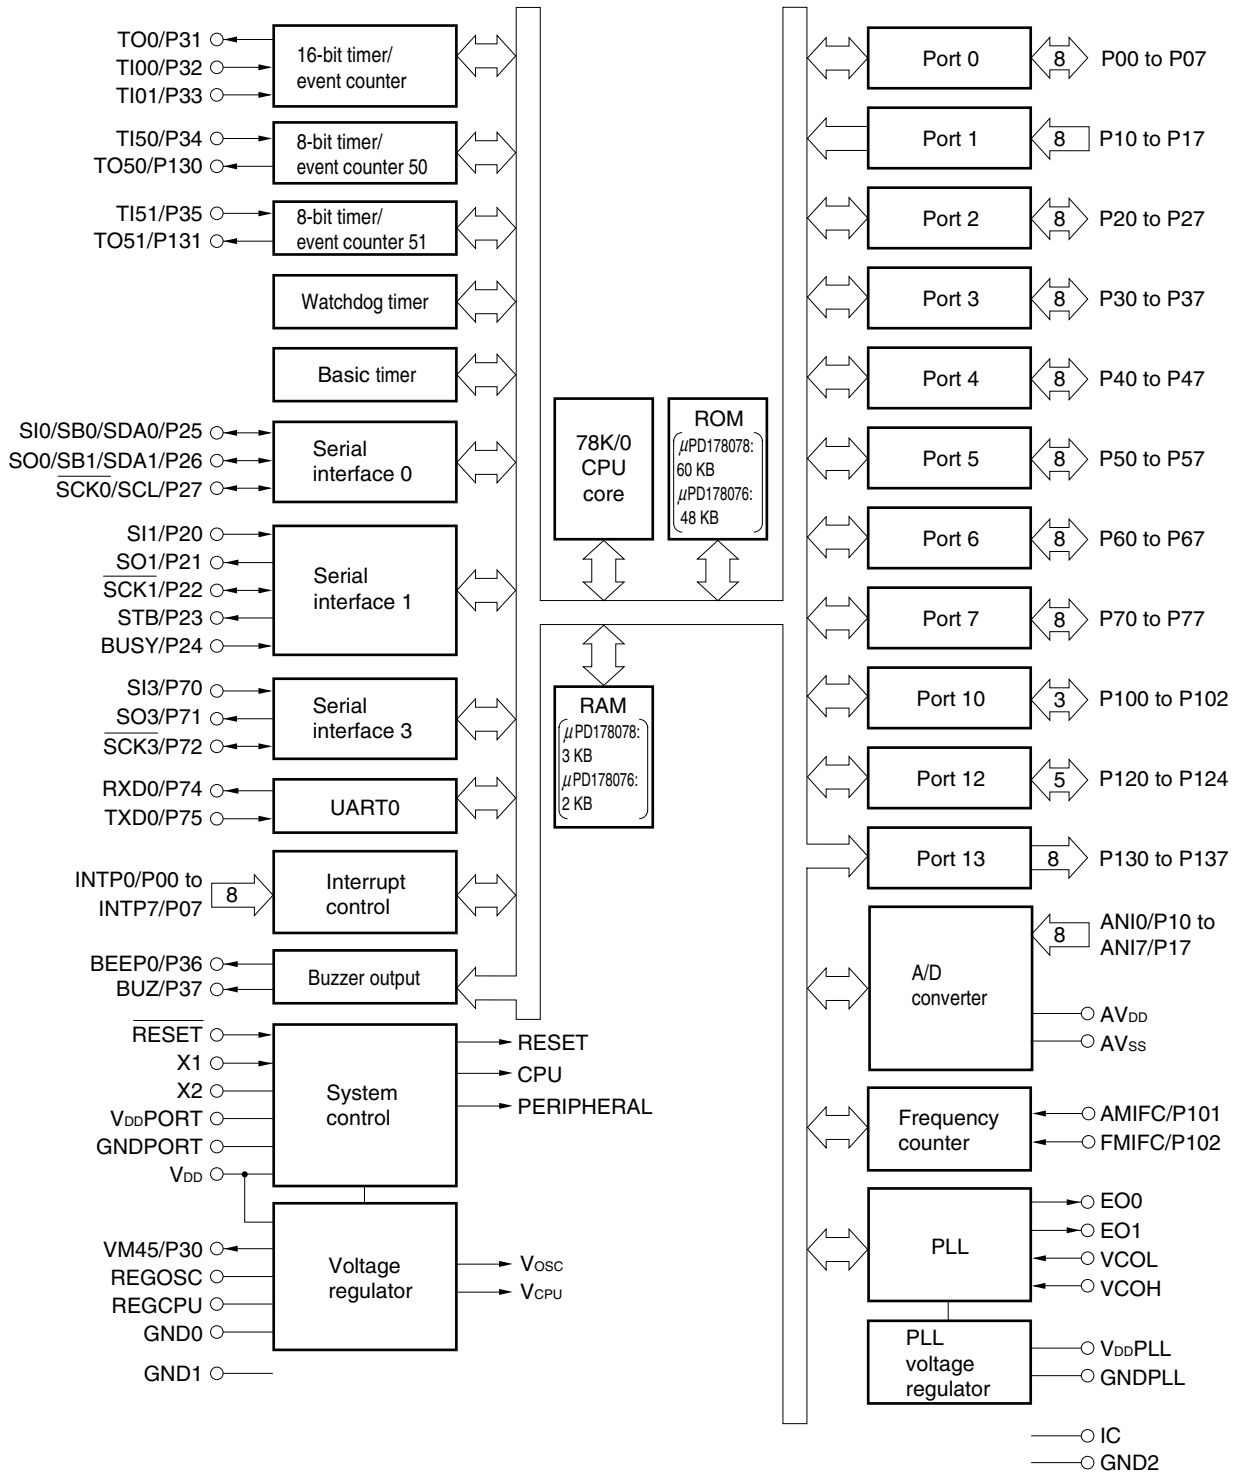 TO0/P31
TI00/P32
TI01/P33
16-bit timer/
event counter
TI50/P34
TO50/P130
8-bit timer/
event counter 50
TI51/P35
TO51/P131
8-bit timer/
event counter 51
Watchdog timer
Basic timer
SI0/SB0/SDA0/P25
SO0/SB1/SDA1/P26
SCK0/SCL/P27
Serial
interface 0
SI1/P20
SO1/P21
SCK1/P22
STB/P23
BUSY/P24
Serial
interface 1
SI3/P70
SO3/P71
SCK3/P72
Serial
interface 3
RXD0/P74
TXD0/P75
UART0
INTP0/P00 to
INTP7/P07
8
Interrupt
control
BEEP0/P36
BUZ/P37
Buzzer output
RESET
X1
X2
VDDPORT
GNDPORT
VDD
System
control
RESET
CPU
PERIPHERAL
VM45/P30
REGOSC
REGCPU
GND0
GND1
Voltage
regulator
VOSC
VCPU
78K/0
CPU
core
ROM
μPD178078:
60 KB
μPD178076:
48 KB
RAM
μPD178078:
3 KB
μPD178076:
2 KB
Port 0
8
P00 to P07
Port 1
8
P10 to P17
Port 2
8
P20 to P27
Port 3
8
P30 to P37
Port 4
8
P40 to P47
Port 5
8
P50 to P57
Port 6
8
P60 to P67
Port 7
8
P70 to P77
Port 10
3
P100 to P102
Port 12
5
P120 to P124
Port 13
8
P130 to P137
A/D
converter
8
ANI0/P10 to
ANI7/P17
AVDD
AVSS
Frequency
counter
AMIFC/P101
FMIFC/P102
PLL
EO0
EO1
VCOL
VCOH
PLL
voltage
regulator
VDDPLL
GNDPLL
IC
GND2